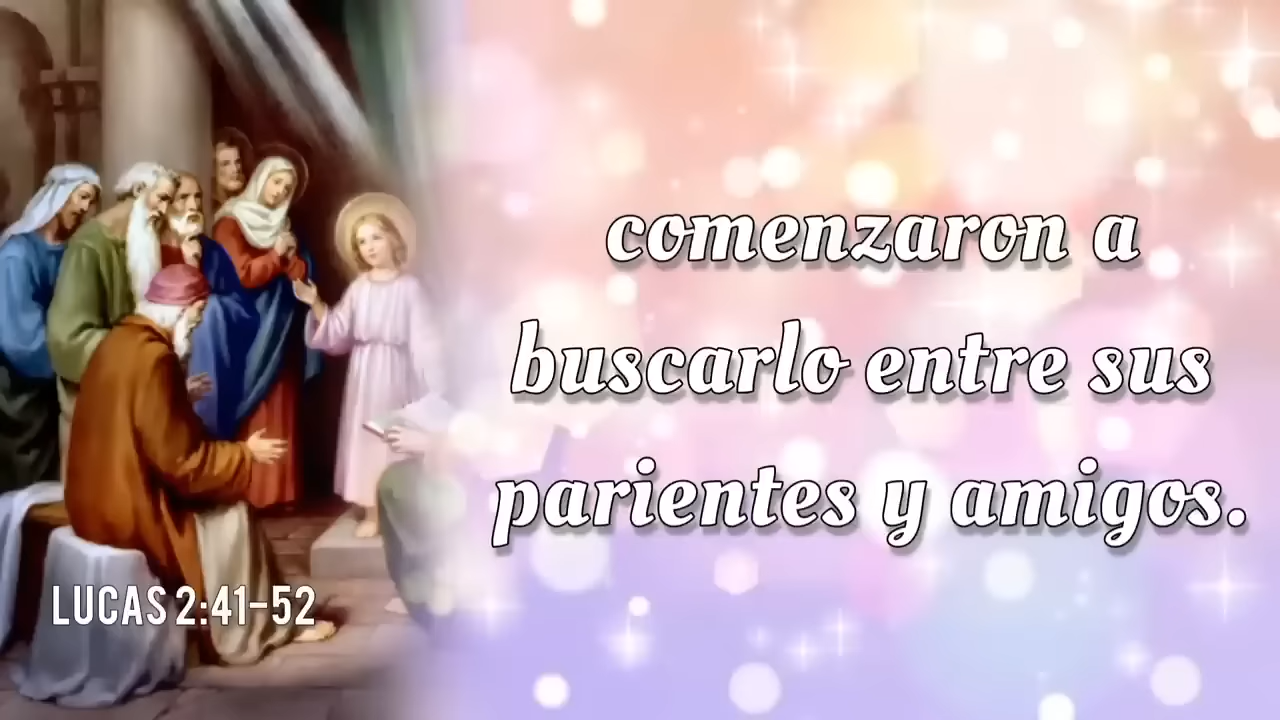 comenzaron a
buscarlo entre sus
parientes y amigos.
LUCAS 2:41-52